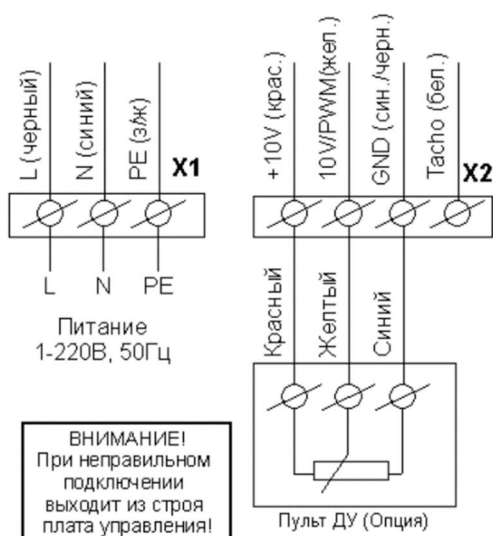 L (черный)
N (синий)
PE (з/ж)
X1
L N PE
Питание
1-220В, 50Гц
ВНИМАНИЕ!
При неправильном
подключении
выходит из строя
плата управления!
+10V (крас.)
10V/PWM(жел.)
GND (син./черн.)
Tacho (бел.)
X2
Красный
Желтый
Синий
Пульт ДУ (Опция)